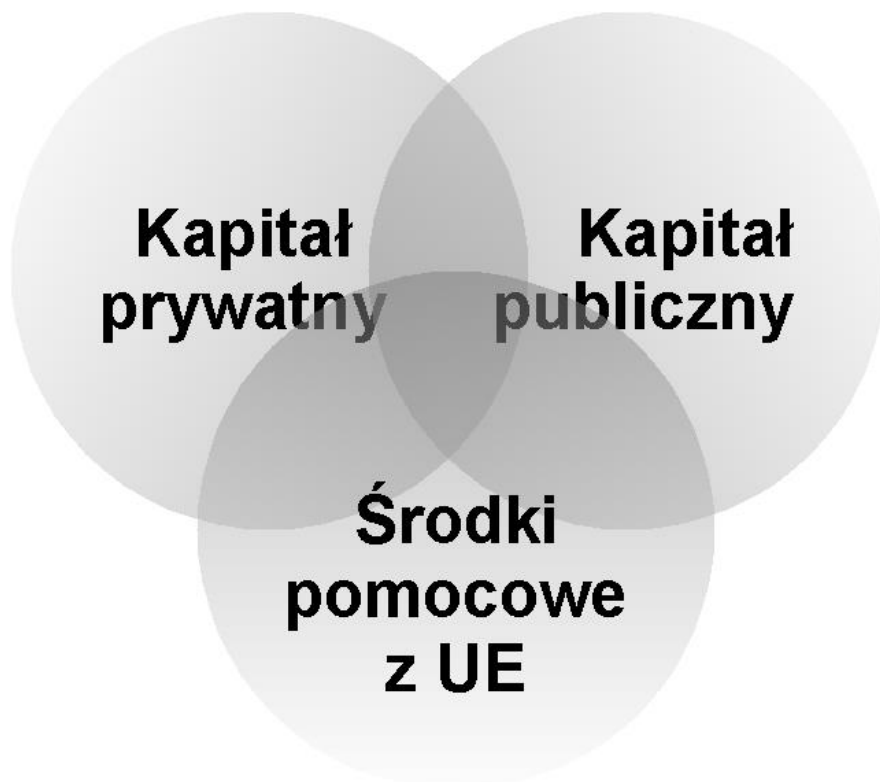 Kapitał
prywatny
Kapitał
publiczny
Środki
pomocowe
z UE